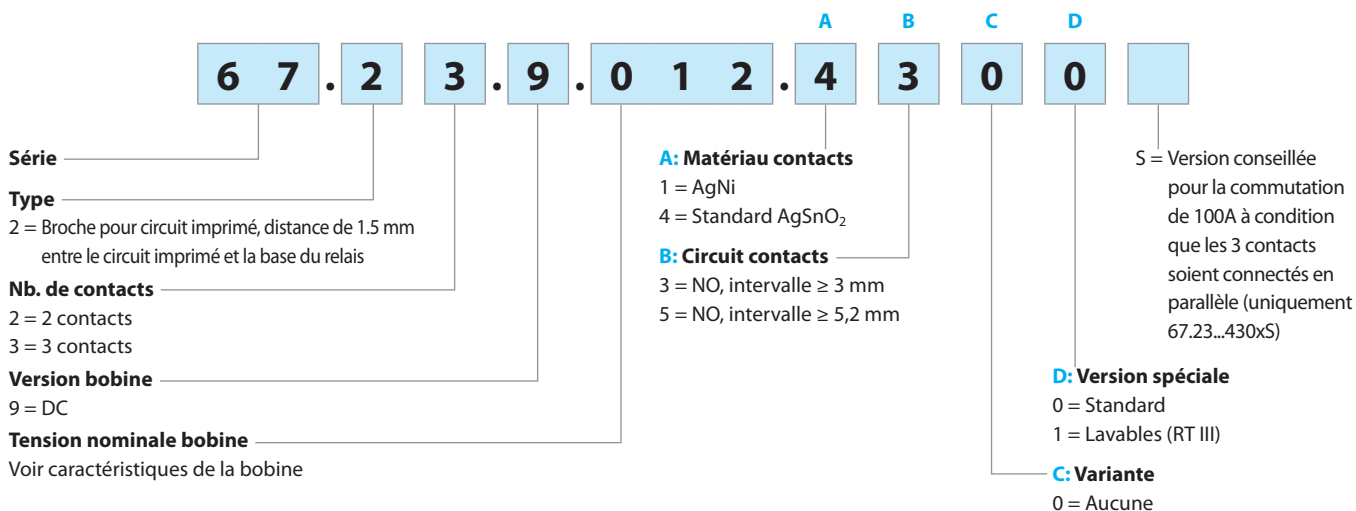 A B C D
6 7 . 2 3 . 9 . 0 1 2 . 4 3 0 0
Série
Type
2 = Broche pour circuit imprimé, distance de 1.5 mm
entre le circuit imprimé et la base du relais
Nb. de contacts
2 = 2 contacts
3 = 3 contacts
Version bobine
9 = DC
Tension nominale bobine
Voir caractéristiques de la bobine
A: Matériau contacts
1 = AgNi
4 = Standard AgSnO₂
B: Circuit contacts
3 = NO, intervalle ≥ 3 mm
5 = NO, intervalle ≥ 5,2 mm
S = Version conseillée
pour la commutation
de 100A à condition
que les 3 contacts
soient connectés en
parallèle (uniquement
67.23...430xS)
D: Version spéciale
0 = Standard
1 = Lavables (RT III)
C: Variante
0 = Aucune